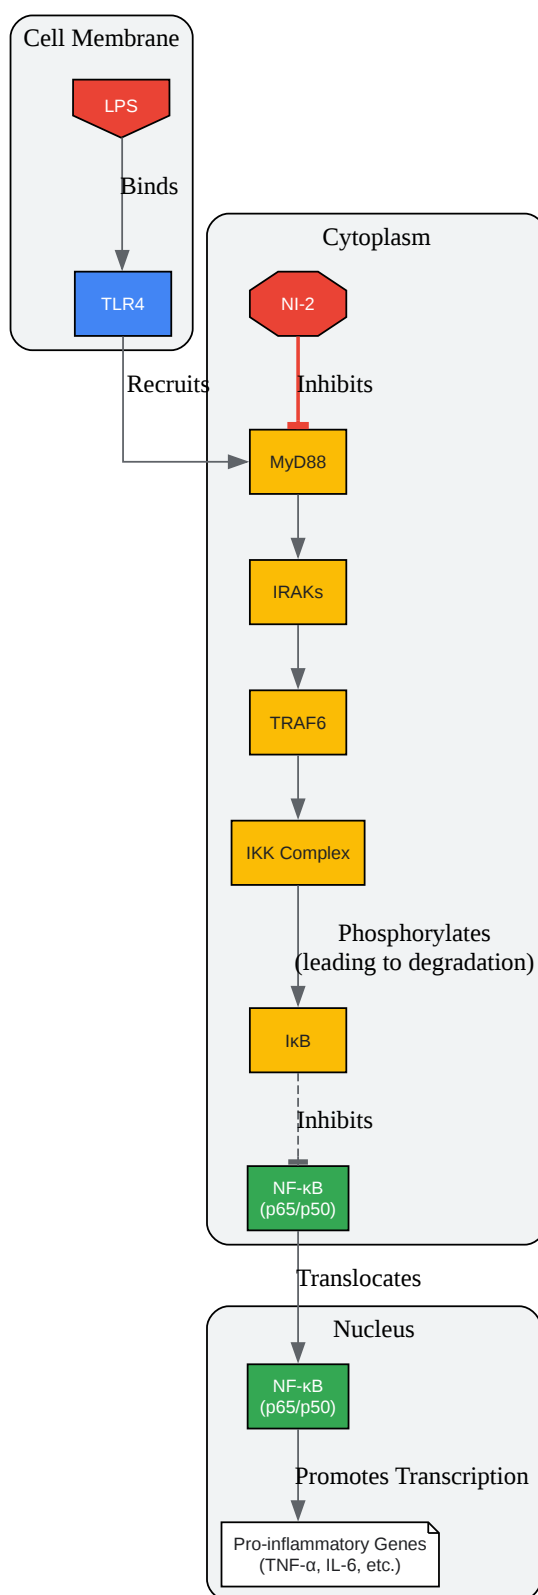 Cell Membrane
LPS
Binds
TLR4
Recruits
Cytoplasm
NI-2
Inhibits
MyD88
IRAKs
TRAF6
IKK Complex
Phosphorylates
(leading to degradation)
IκB
Inhibits
NF-κB
(p65/p50)
Translocates
Nucleus
NF-κB
(p65/p50)
Promotes Transcription
Pro-inflammatory Genes
(TNF-α, IL-6, etc.)